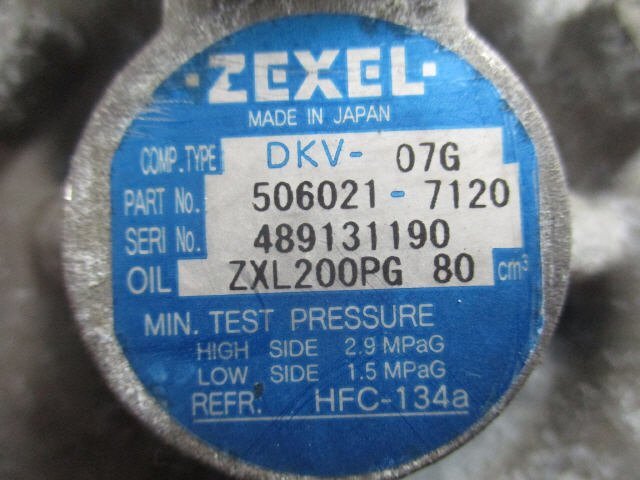 ·ZEXEL·
MADE IN JAPAN
COMP. TYPE DKV- 07G
PART No. 506021-7120
SERI No. 489131190
OIL ZXL200PG 80 cm³
MIN. TEST PRESSURE
HIGH SIDE 2.9 MPaG
LOW SIDE 1.5 MPaG
REFR. HFC-134a